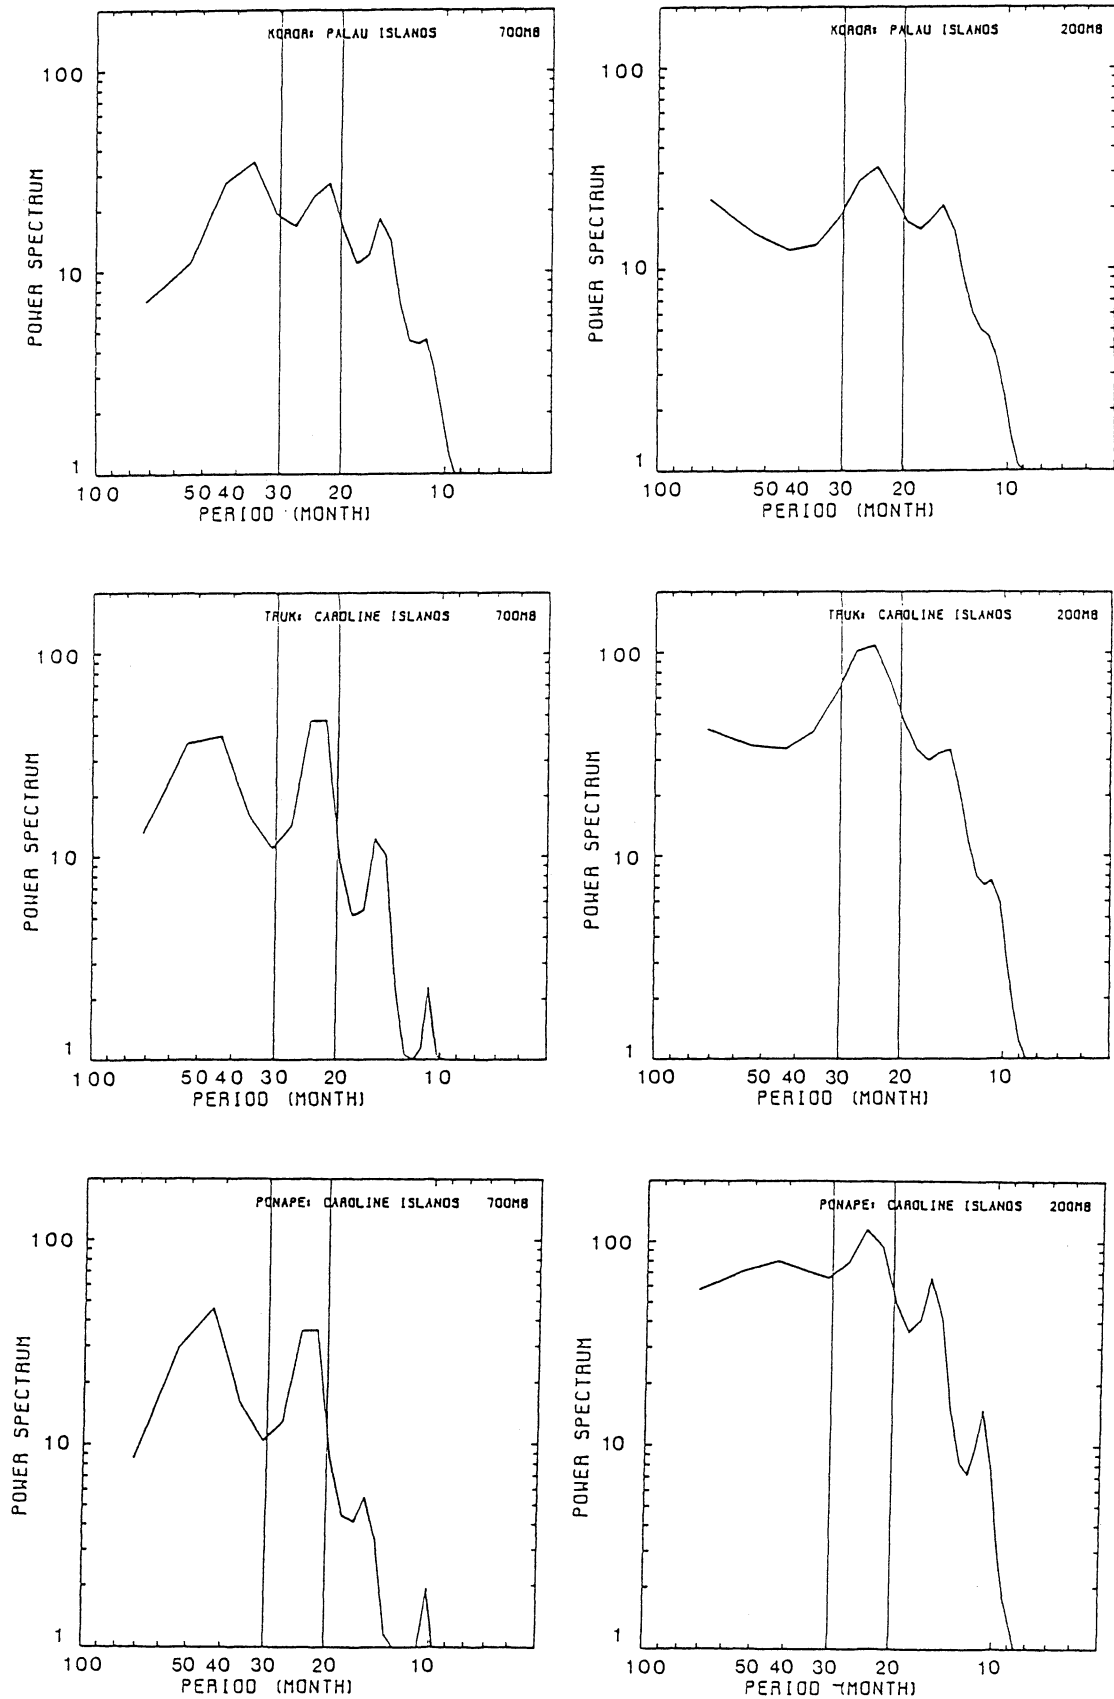 KOROR: PALAU ISLANDS 700MB
100
10
1
POWER SPECTRUM
100 50 40 30 20 10
PERIOD (MONTH)
KOROR: PALAU ISLANDS 200MB
100
10
1
POWER SPECTRUM
100 50 40 30 20 10
PERIOD (MONTH)
TRUK: CAROLINE ISLANDS 700MB
100
10
1
POWER SPECTRUM
100 50 40 30 20 10
PERIOD (MONTH)
TRUK: CAROLINE ISLANDS 200MB
100
10
1
POWER SPECTRUM
100 50 40 30 20 10
PERIOD (MONTH)
PONAPE: CAROLINE ISLANDS 700MB
100
10
1
POWER SPECTRUM
100 50 40 30 20 10
PERIOD (MONTH)
PONAPE: CAROLINE ISLANDS 200MB
100
10
1
POWER SPECTRUM
100 50 40 30 20 10
PERIOD (MONTH)